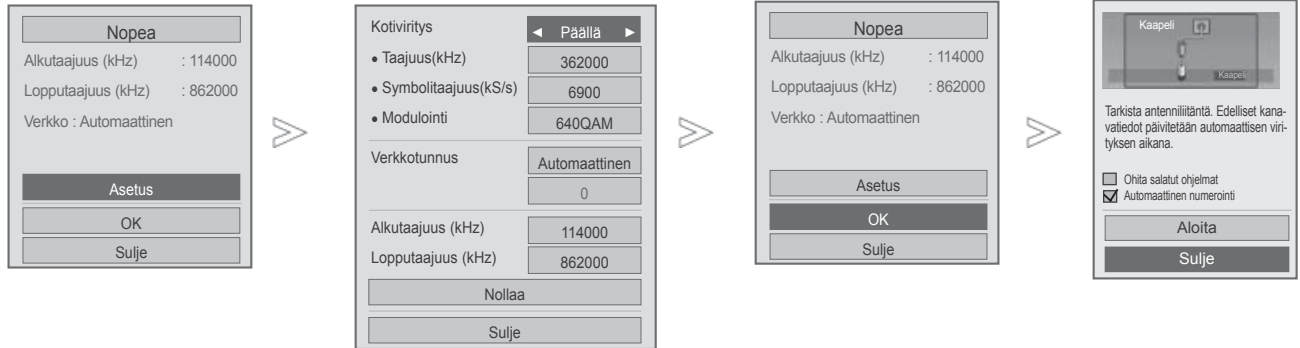 Nopea
Alkutaajuus (kHz) : 114000
Lopputaajuus (kHz) : 862000
Verkko : Automaattinen
Asetus
OK
Sulje
Kotiviritys ◄ Päällä ►
• Taajuus(kHz) 362000
• Symbolitaajuus(kS/s) 6900
• Modulointi 640QAM
Verkkotunnus Automaattinen
0
Alkutaajuus (kHz) 114000
Lopputaajuus (kHz) 862000
Nollaa
Sulje
Nopea
Alkutaajuus (kHz) : 114000
Lopputaajuus (kHz) : 862000
Verkko : Automaattinen
Asetus
OK
Sulje
Kaapeli
Kaapeli
Tarkista antenniliitäntä. Edelliset kana-
vatiedot päivitetään automaattisen viri-
tyksen aikana.
Ohita salatut ohjelmat
Automaattinen numerointi
Aloita
Sulje